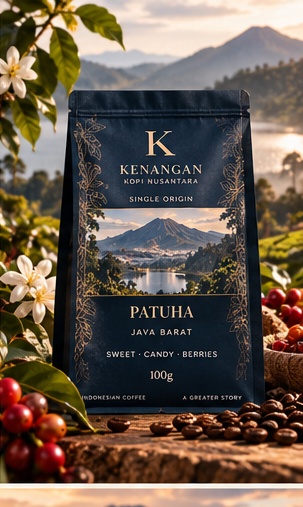 K
KENANGAN
KOPI NUSANTARA
SINGLE ORIGIN
PATUHA
JAVA BARAT
SWEET · CANDY · BERRIES
100g
INDONESIAN COFFEE
A GREATER STORY